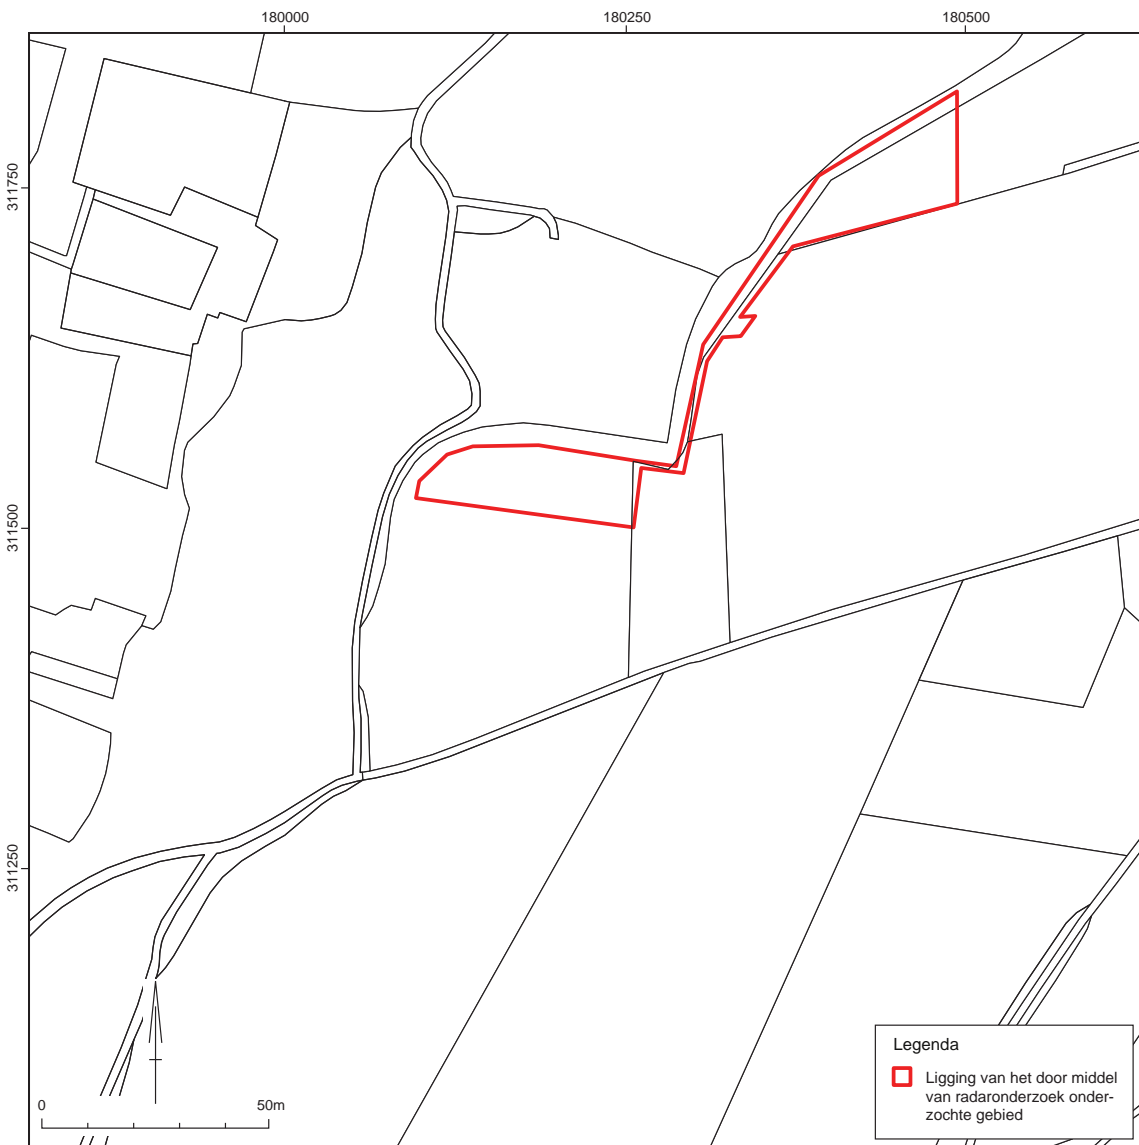 180000
180250
180500
311750
311500
311250
Legenda
Ligging van het door middel
van radaronderzoek onder-
zochte gebied
0
50m